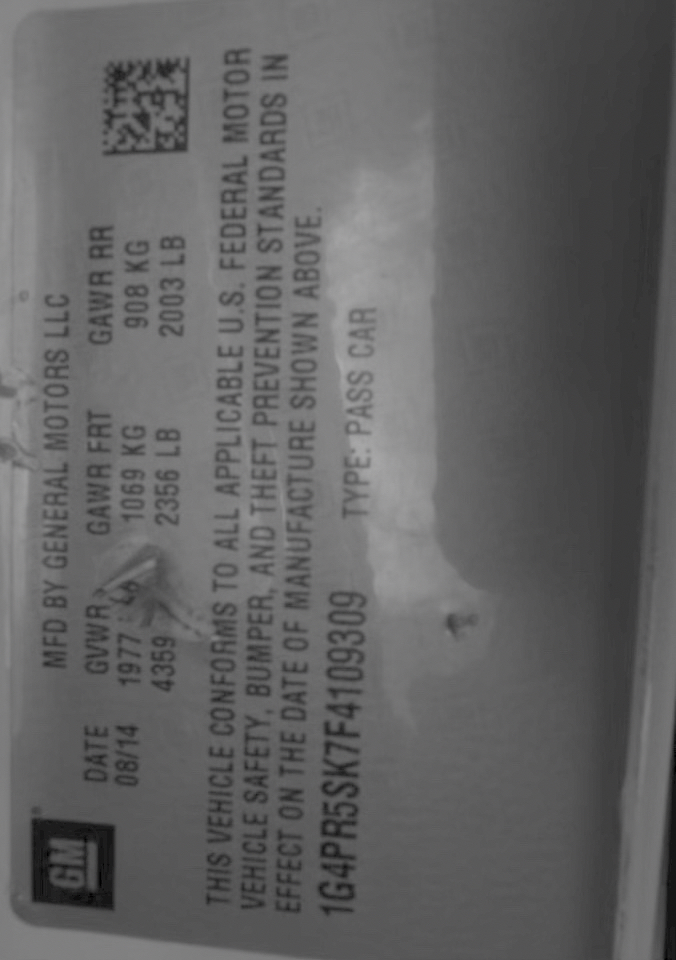 GM
MFD BY GENERAL MOTORS LLC
DATE GVWR GAWR FRT GAWR RR
08/14 1977 1069 KG 908 KG
4359 2356 LB 2003 LB
THIS VEHICLE CONFORMS TO ALL APPLICABLE U.S. FEDERAL MOTOR
VEHICLE SAFETY, BUMPER, AND THEFT PREVENTION STANDARDS IN
EFFECT ON THE DATE OF MANUFACTURE SHOWN ABOVE.
1G4PR5SK7F4109309 TYPE: PASS CAR